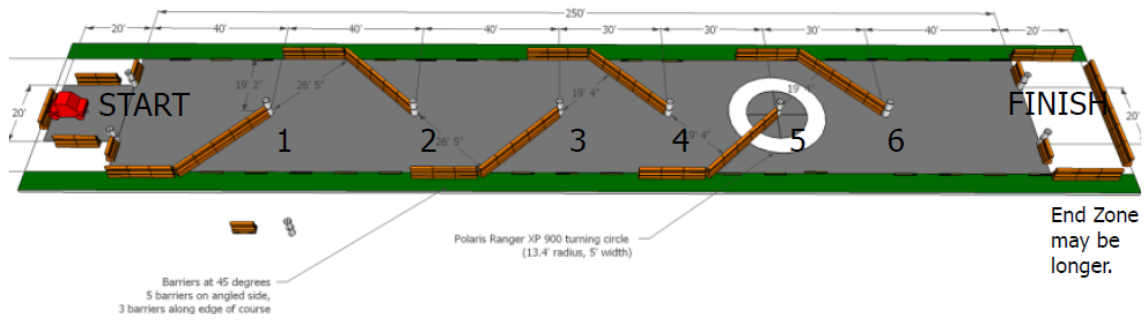 250'
20'
40'
40'
40'
30'
30'
40'
20'
19' 2"
26' 5"
19' 4"
19' 4"
20'
START
FINISH
20'
1
2
3
4
5
6
26' 5"
19' 4"
End Zone
may be
longer.
Polaris Ranger XP 900 turning circle
(13.4' radius, 5' width)
Barriers at 45 degrees
5 barriers on angled side,
3 barriers along edge of course